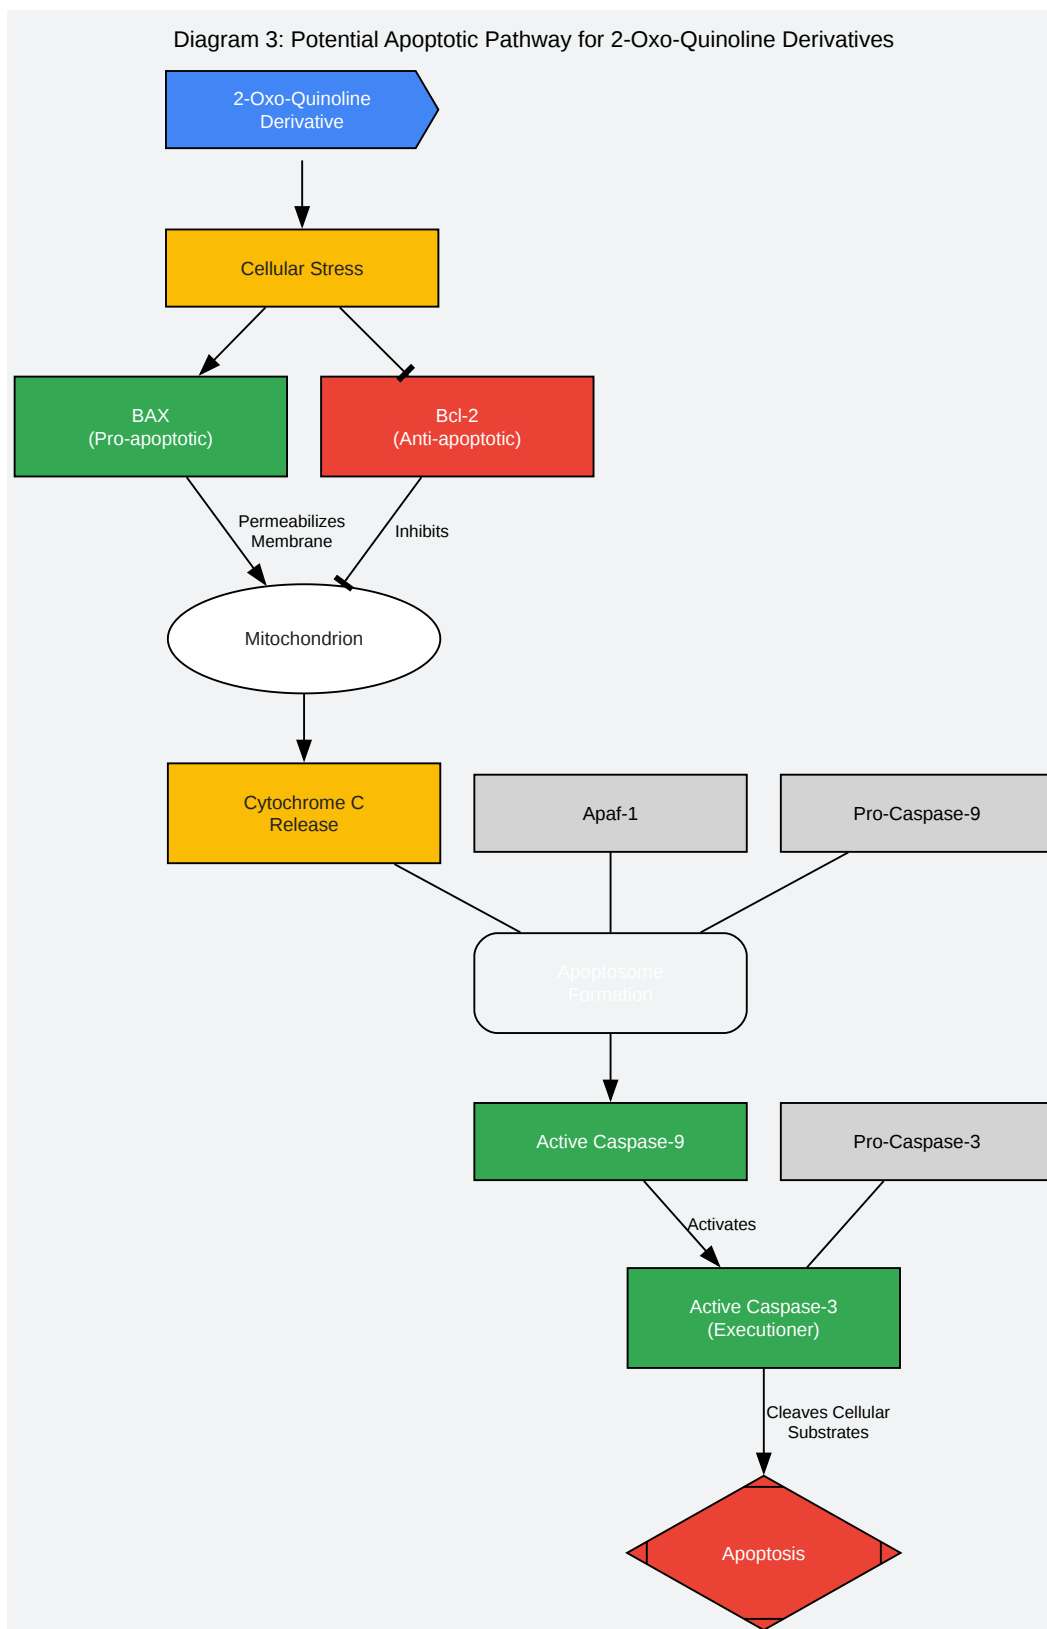 Diagram 3: Potential Apoptotic Pathway for 2-Oxo-Quinoline Derivatives
2-Oxo-Quinoline
Derivative
Cellular Stress
BAX
(Pro-apoptotic)
Bcl-2
(Anti-apoptotic)
Permeabilizes
Membrane
Inhibits
Mitochondrion
Cytochrome C
Release
Apaf-1
Pro-Caspase-9
Apoptosome
Formation
Active Caspase-9
Pro-Caspase-3
Activates
Active Caspase-3
(Executioner)
Cleaves Cellular
Substrates
Apoptosis